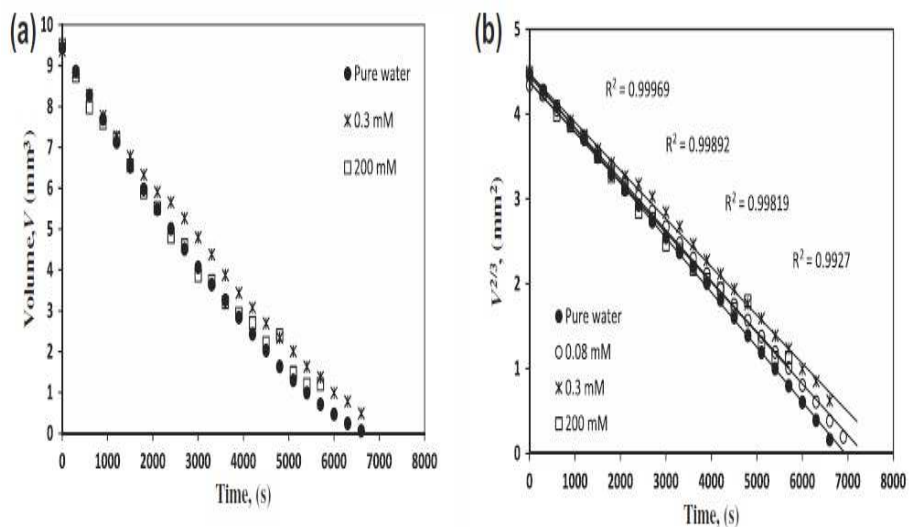 (a)
10
9
8
7
6
5
4
3
2
1
0
Volume, V (mm³)
Pure water
0.3 mM
200 mM
0 1000 2000 3000 4000 5000 6000 7000 8000
Time, (s)
(b)
5
4
3
2
1
0
V²ᐟ³, (mm²)
R² = 0.99969
R² = 0.99892
R² = 0.99819
R² = 0.9927
Pure water
0.08 mM
0.3 mM
200 mM
0 1000 2000 3000 4000 5000 6000 7000 8000
Time, (s)